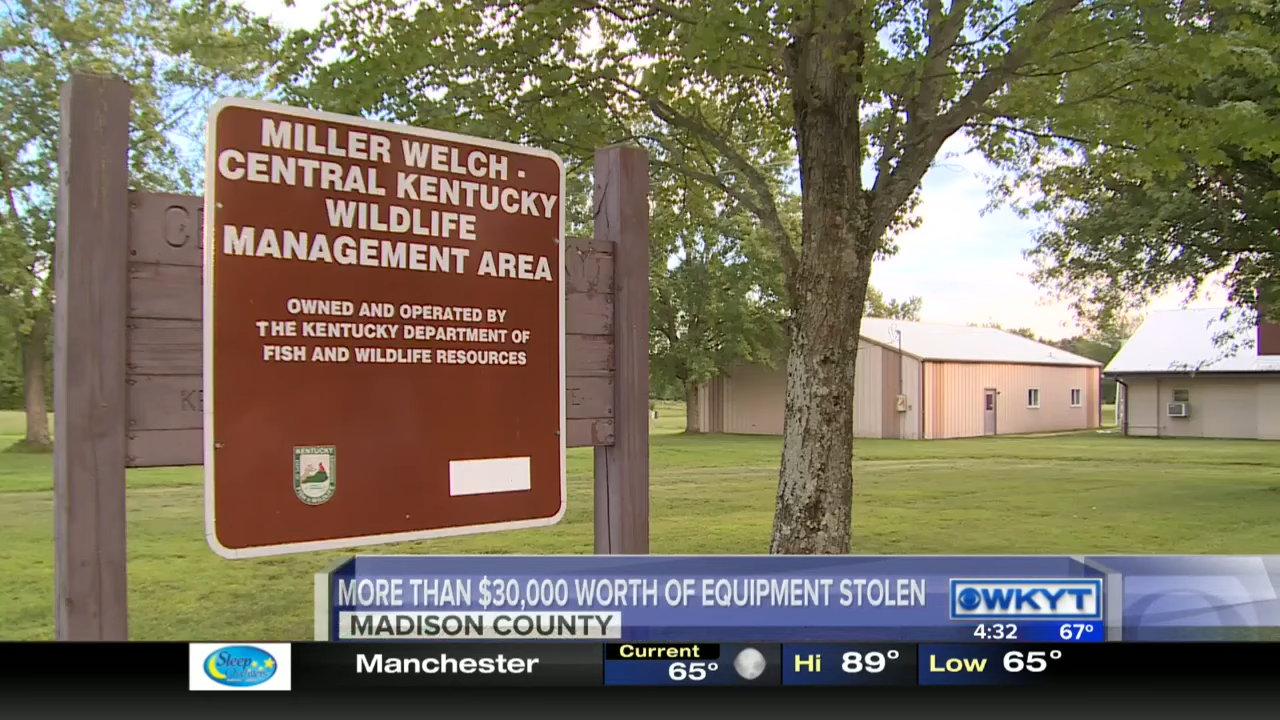 MILLER WELCH -
CENTRAL KENTUCKY
WILDLIFE
MANAGEMENT AREA
OWNED AND OPERATED BY
THE KENTUCKY DEPARTMENT OF
FISH AND WILDLIFE RESOURCES
KENTUCKY
MORE THAN $30,000 WORTH OF EQUIPMENT STOLEN
MADISON COUNTY
WKYT
4:32 67°
Sleep
Manchester
Current
65°
Hi 89°
Low 65°